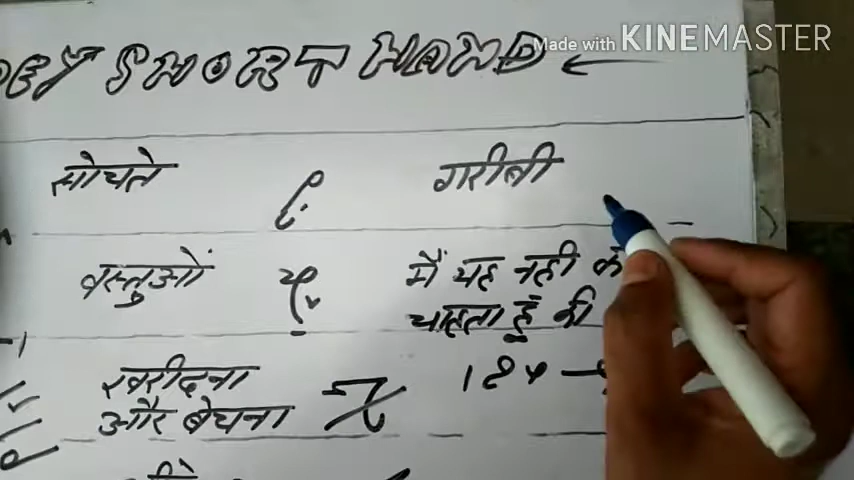 Made with KINEMASTER
SHORT HAND
सोचते
गरीबी
वस्तुओं
मैं यह नही
चाहता हूं की
खरीदना
और बेचना